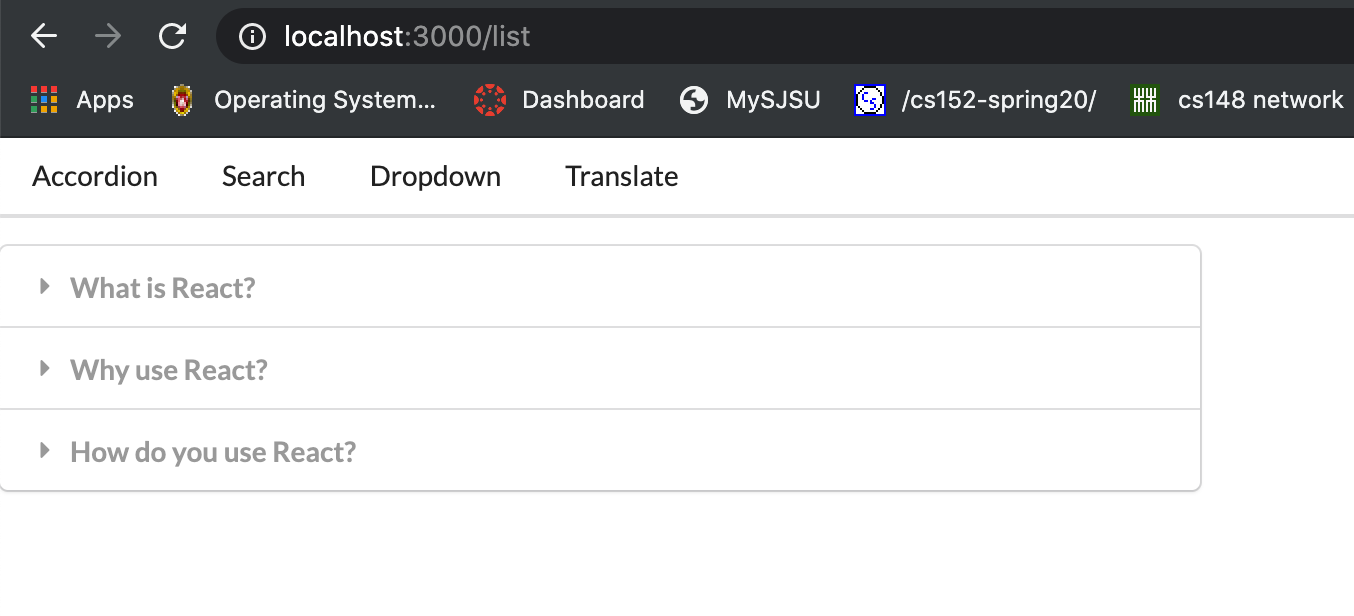 localhost:3000/list
Apps Operating System... Dashboard MySJSU /cs152-spring20/ cs148 network
Accordion Search Dropdown Translate
What is React?
Why use React?
How do you use React?